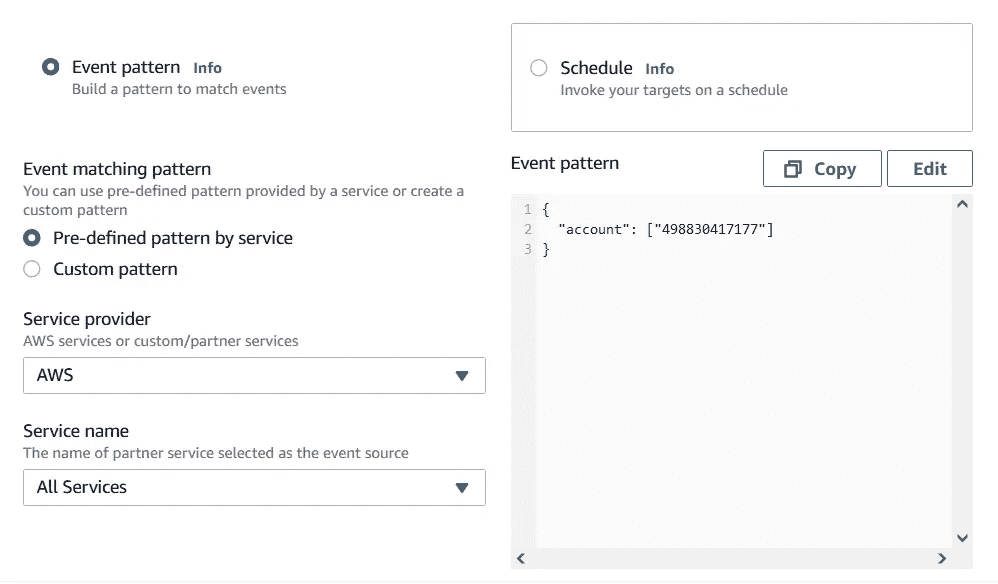 Event pattern Info
Build a pattern to match events
Schedule Info
Invoke your targets on a schedule
Event matching pattern
You can use pre-defined pattern provided by a service or create a
custom pattern
Pre-defined pattern by service
Custom pattern
Service provider
AWS services or custom/partner services
AWS
Service name
The name of partner service selected as the event source
All Services
Event pattern
Copy
Edit
1 {
2   "account": ["498830417177"]
3 }